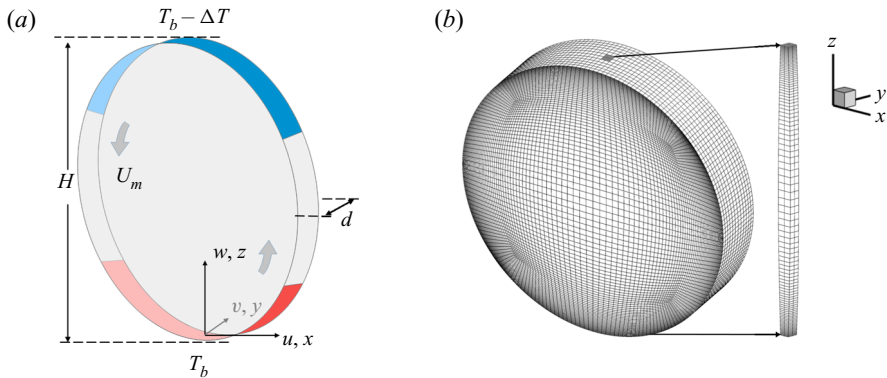 (a)
T_b – ΔT
H
U_m
d
w, z
v, y
u, x
T_b
(b)
z
y
x